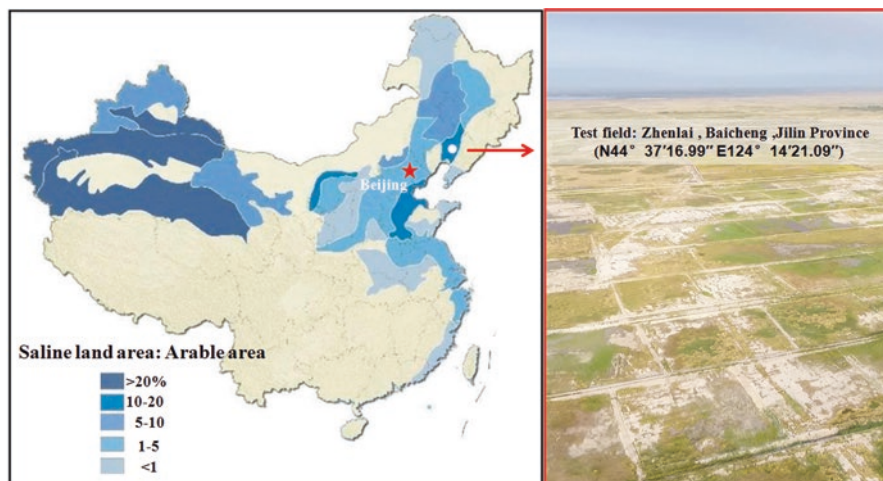 Beijing
Saline land area: Arable area
>20%
10-20
5-10
1-5
<1
Test field: Zhenlai , Baicheng ,Jilin Province
(N44° 37′16.99″ E124° 14′21.09″)